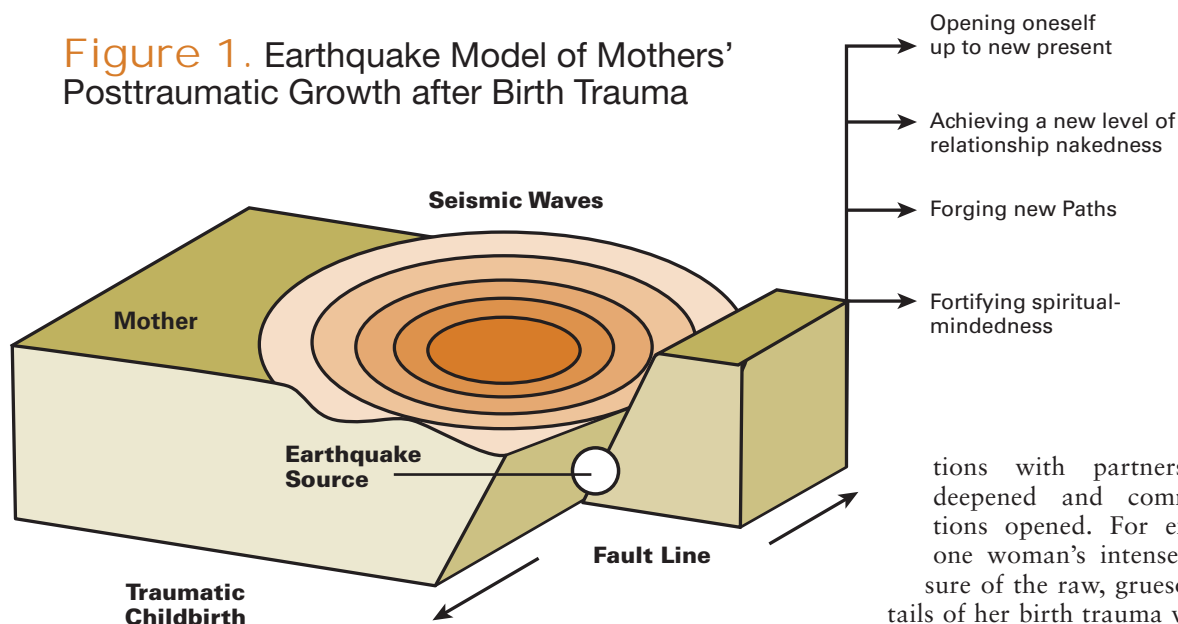 Figure 1. Earthquake Model of Mothers'
Posttraumatic Growth after Birth Trauma
Opening oneself
up to new present
Achieving a new level of
relationship nakedness
Forging new Paths
Fortifying spiritual-
mindedness
Seismic Waves
Mother
Earthquake
Source
Fault Line
Traumatic
Childbirth
tions with partners
deepened and comm
tions opened. For e
one woman's intense
sure of the raw, grues
tails of her birth trauma